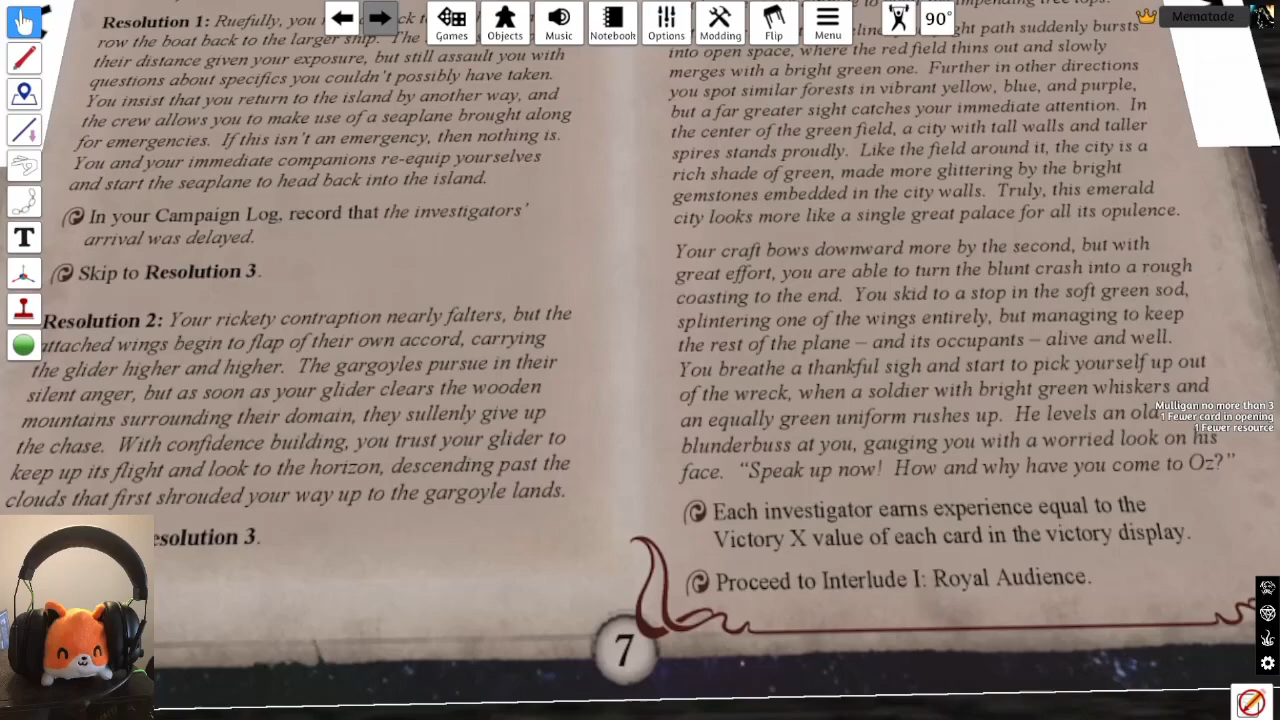 Games
Objects
Music
Notebook
Options
Modding
Flip
Menu
90°
Mematade
Resolution 1: Ruefully, you
row the boat back to the larger ship. The
their distance given your exposure, but still assault you with
questions about specifics you couldn't possibly have taken.
You insist that you return to the island by another way, and
the crew allows you to make use of a seaplane brought along
for emergencies. If this isn't an emergency, then nothing is.
You and your immediate companions re-equip yourselves
and start the seaplane to head back into the island.
In your Campaign Log, record that the investigators'
arrival was delayed.
Skip to Resolution 3.
Resolution 2: Your rickety contraption nearly falters, but the
attached wings begin to flap of their own accord, carrying
the glider higher and higher. The gargoyles pursue in their
silent anger, but as soon as your glider clears the wooden
mountains surrounding their domain, they sullenly give up
the chase. With confidence building, you trust your glider to
keep up its flight and look to the horizon, descending past the
clouds that first shrouded your way up to the gargoyle lands.
esolution 3.
path suddenly bursts
into open space, where the red field thins out and slowly
merges with a bright green one. Further in other directions
you spot similar forests in vibrant yellow, blue, and purple,
but a far greater sight catches your immediate attention. In
the center of the green field, a city with tall walls and taller
spires stands proudly. Like the field around it, the city is a
rich shade of green, made more glittering by the bright
gemstones embedded in the city walls. Truly, this emerald
city looks more like a single great palace for all its opulence.
Your craft bows downward more by the second, but with
great effort, you are able to turn the blunt crash into a rough
coasting to the end. You skid to a stop in the soft green sod,
splintering one of the wings entirely, but managing to keep
the rest of the plane – and its occupants – alive and well.
You breathe a thankful sigh and start to pick yourself up out
of the wreck, when a soldier with bright green whiskers and
an equally green uniform rushes up. He levels an old
blunderbuss at you, gauging you with a worried look on his
face. "Speak up now! How and why have you come to Oz?"
Each investigator earns experience equal to the
Victory X value of each card in the victory display.
Proceed to Interlude I: Royal Audience.
Mulligan no more than 3
1 Fewer card in opening
1 Fewer resource
7
T